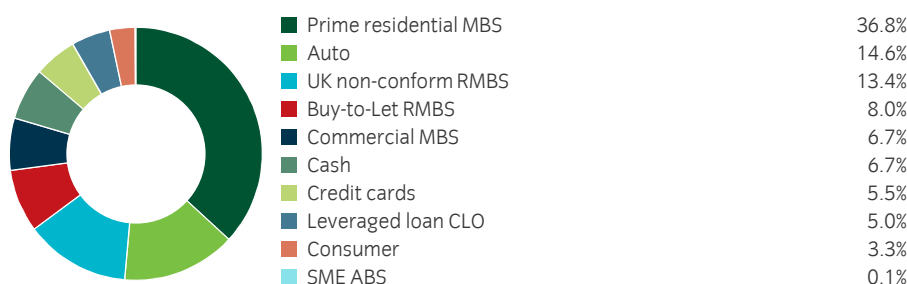 Prime residential MBS 36.8%
Auto 14.6%
UK non-conform RMBS 13.4%
Buy-to-Let RMBS 8.0%
Commercial MBS 6.7%
Cash 6.7%
Credit cards 5.5%
Leveraged loan CLO 5.0%
Consumer 3.3%
SME ABS 0.1%